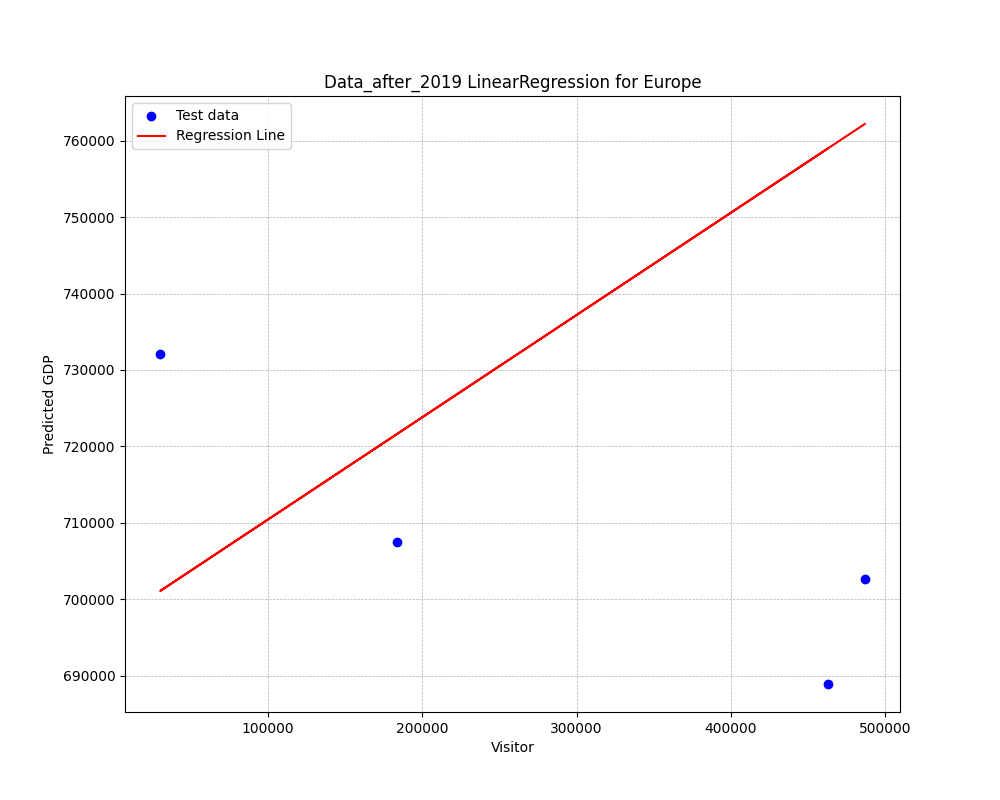 Data_after_2019 LinearRegression for Europe
Test data
Regression Line
760000
750000
740000
730000
720000
710000
700000
690000
Predicted GDP
100000
200000
300000
400000
500000
Visitor